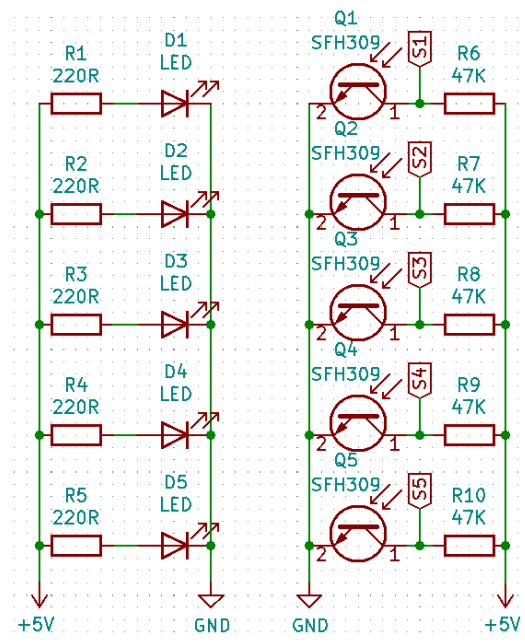 R1
220R
D1
LED
Q1
SFH309
S1
R6
47K
2
1
R2
220R
D2
LED
Q2
SFH309
S2
R7
47K
2
1
R3
220R
D3
LED
Q3
SFH309
S3
R8
47K
2
1
R4
220R
D4
LED
Q4
SFH309
S4
R9
47K
2
1
R5
220R
D5
LED
Q5
SFH309
S5
R10
47K
2
1
+5V
GND
GND
+5V